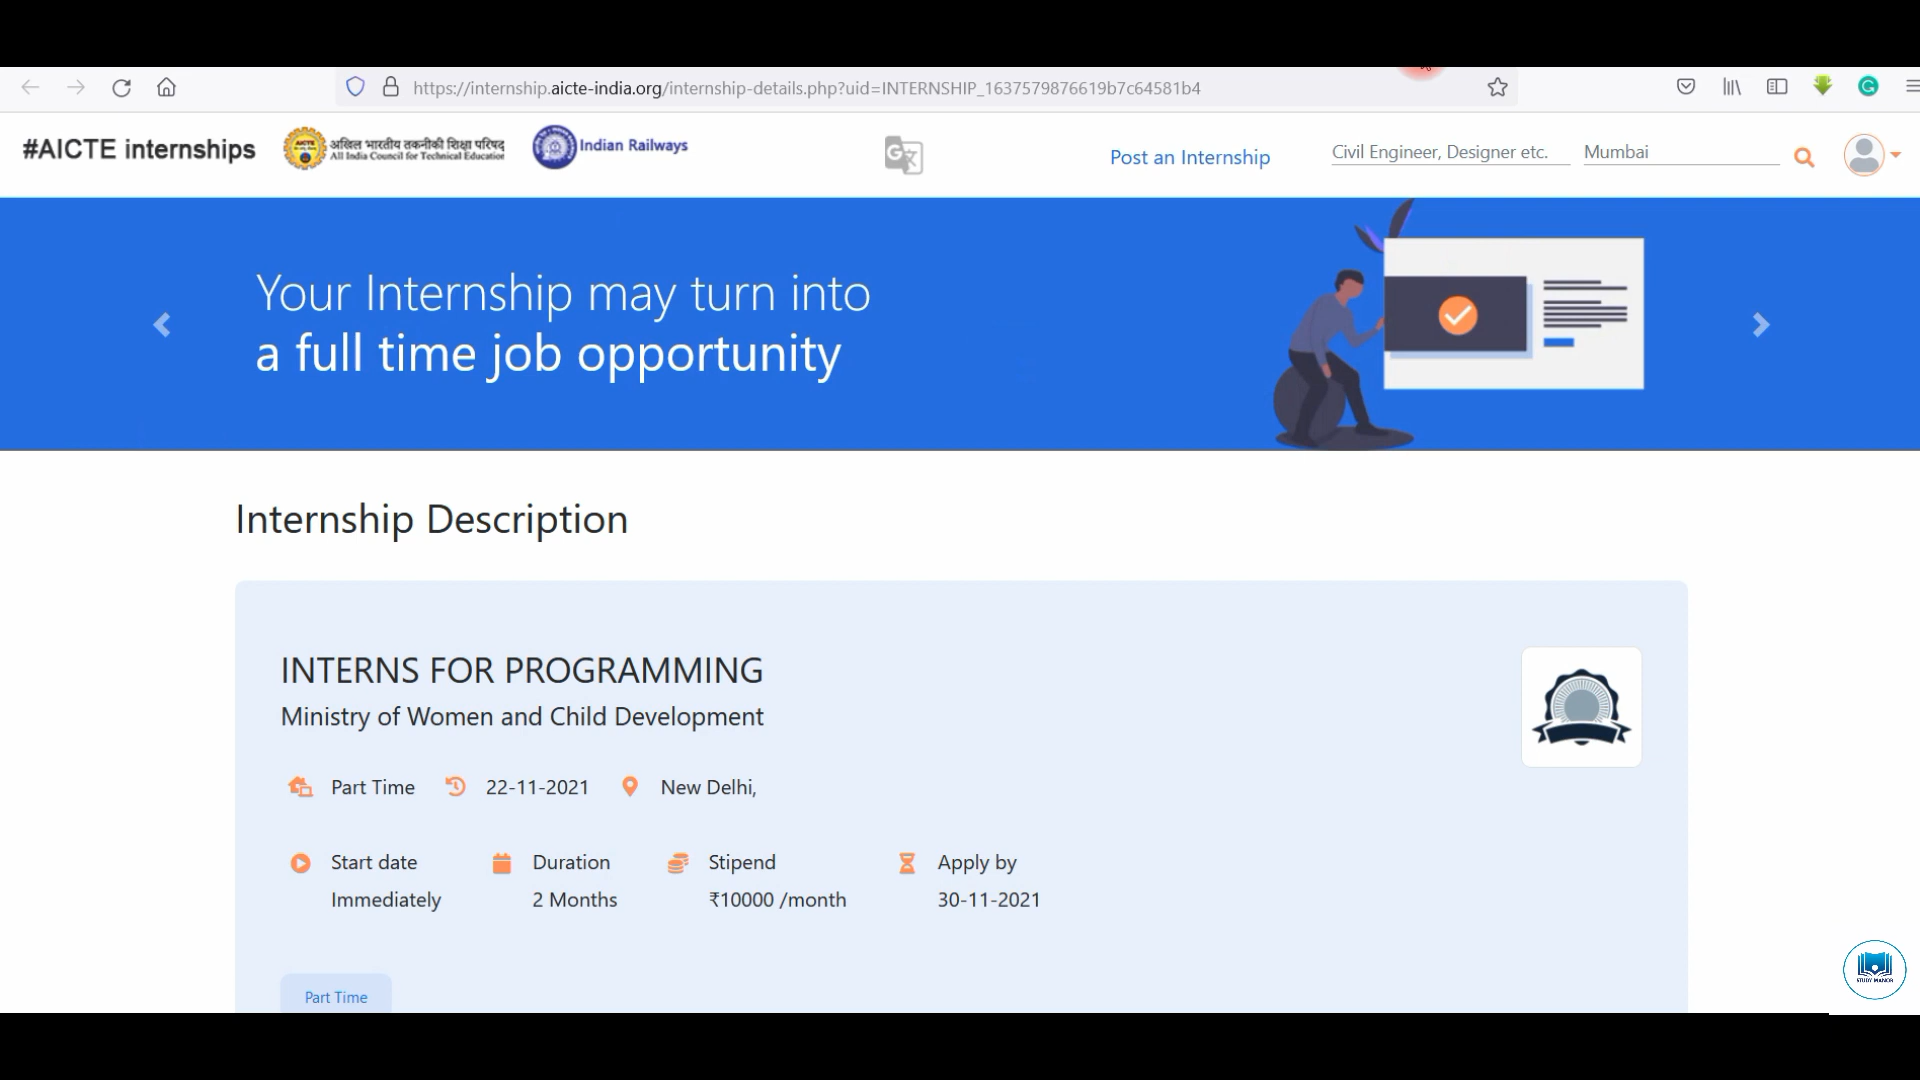 https://internship.aicte-india.org/internship-details.php?uid=INTERNSHIP_1637579876619b7c64581b4
#AICTE internships
AICTE
अखिल भारतीय तकनीकी शिक्षा परिषद्
All India Council for Technical Education
Indian Railways
G
Post an Internship
Civil Engineer, Designer etc.
Mumbai
Your Internship may turn into
a full time job opportunity
Internship Description
INTERNS FOR PROGRAMMING
Ministry of Women and Child Development
Part Time
22-11-2021
New Delhi,
Start date
Duration
Stipend
Apply by
Immediately
2 Months
₹10000 /month
30-11-2021
Part Time
STUDY MANOR